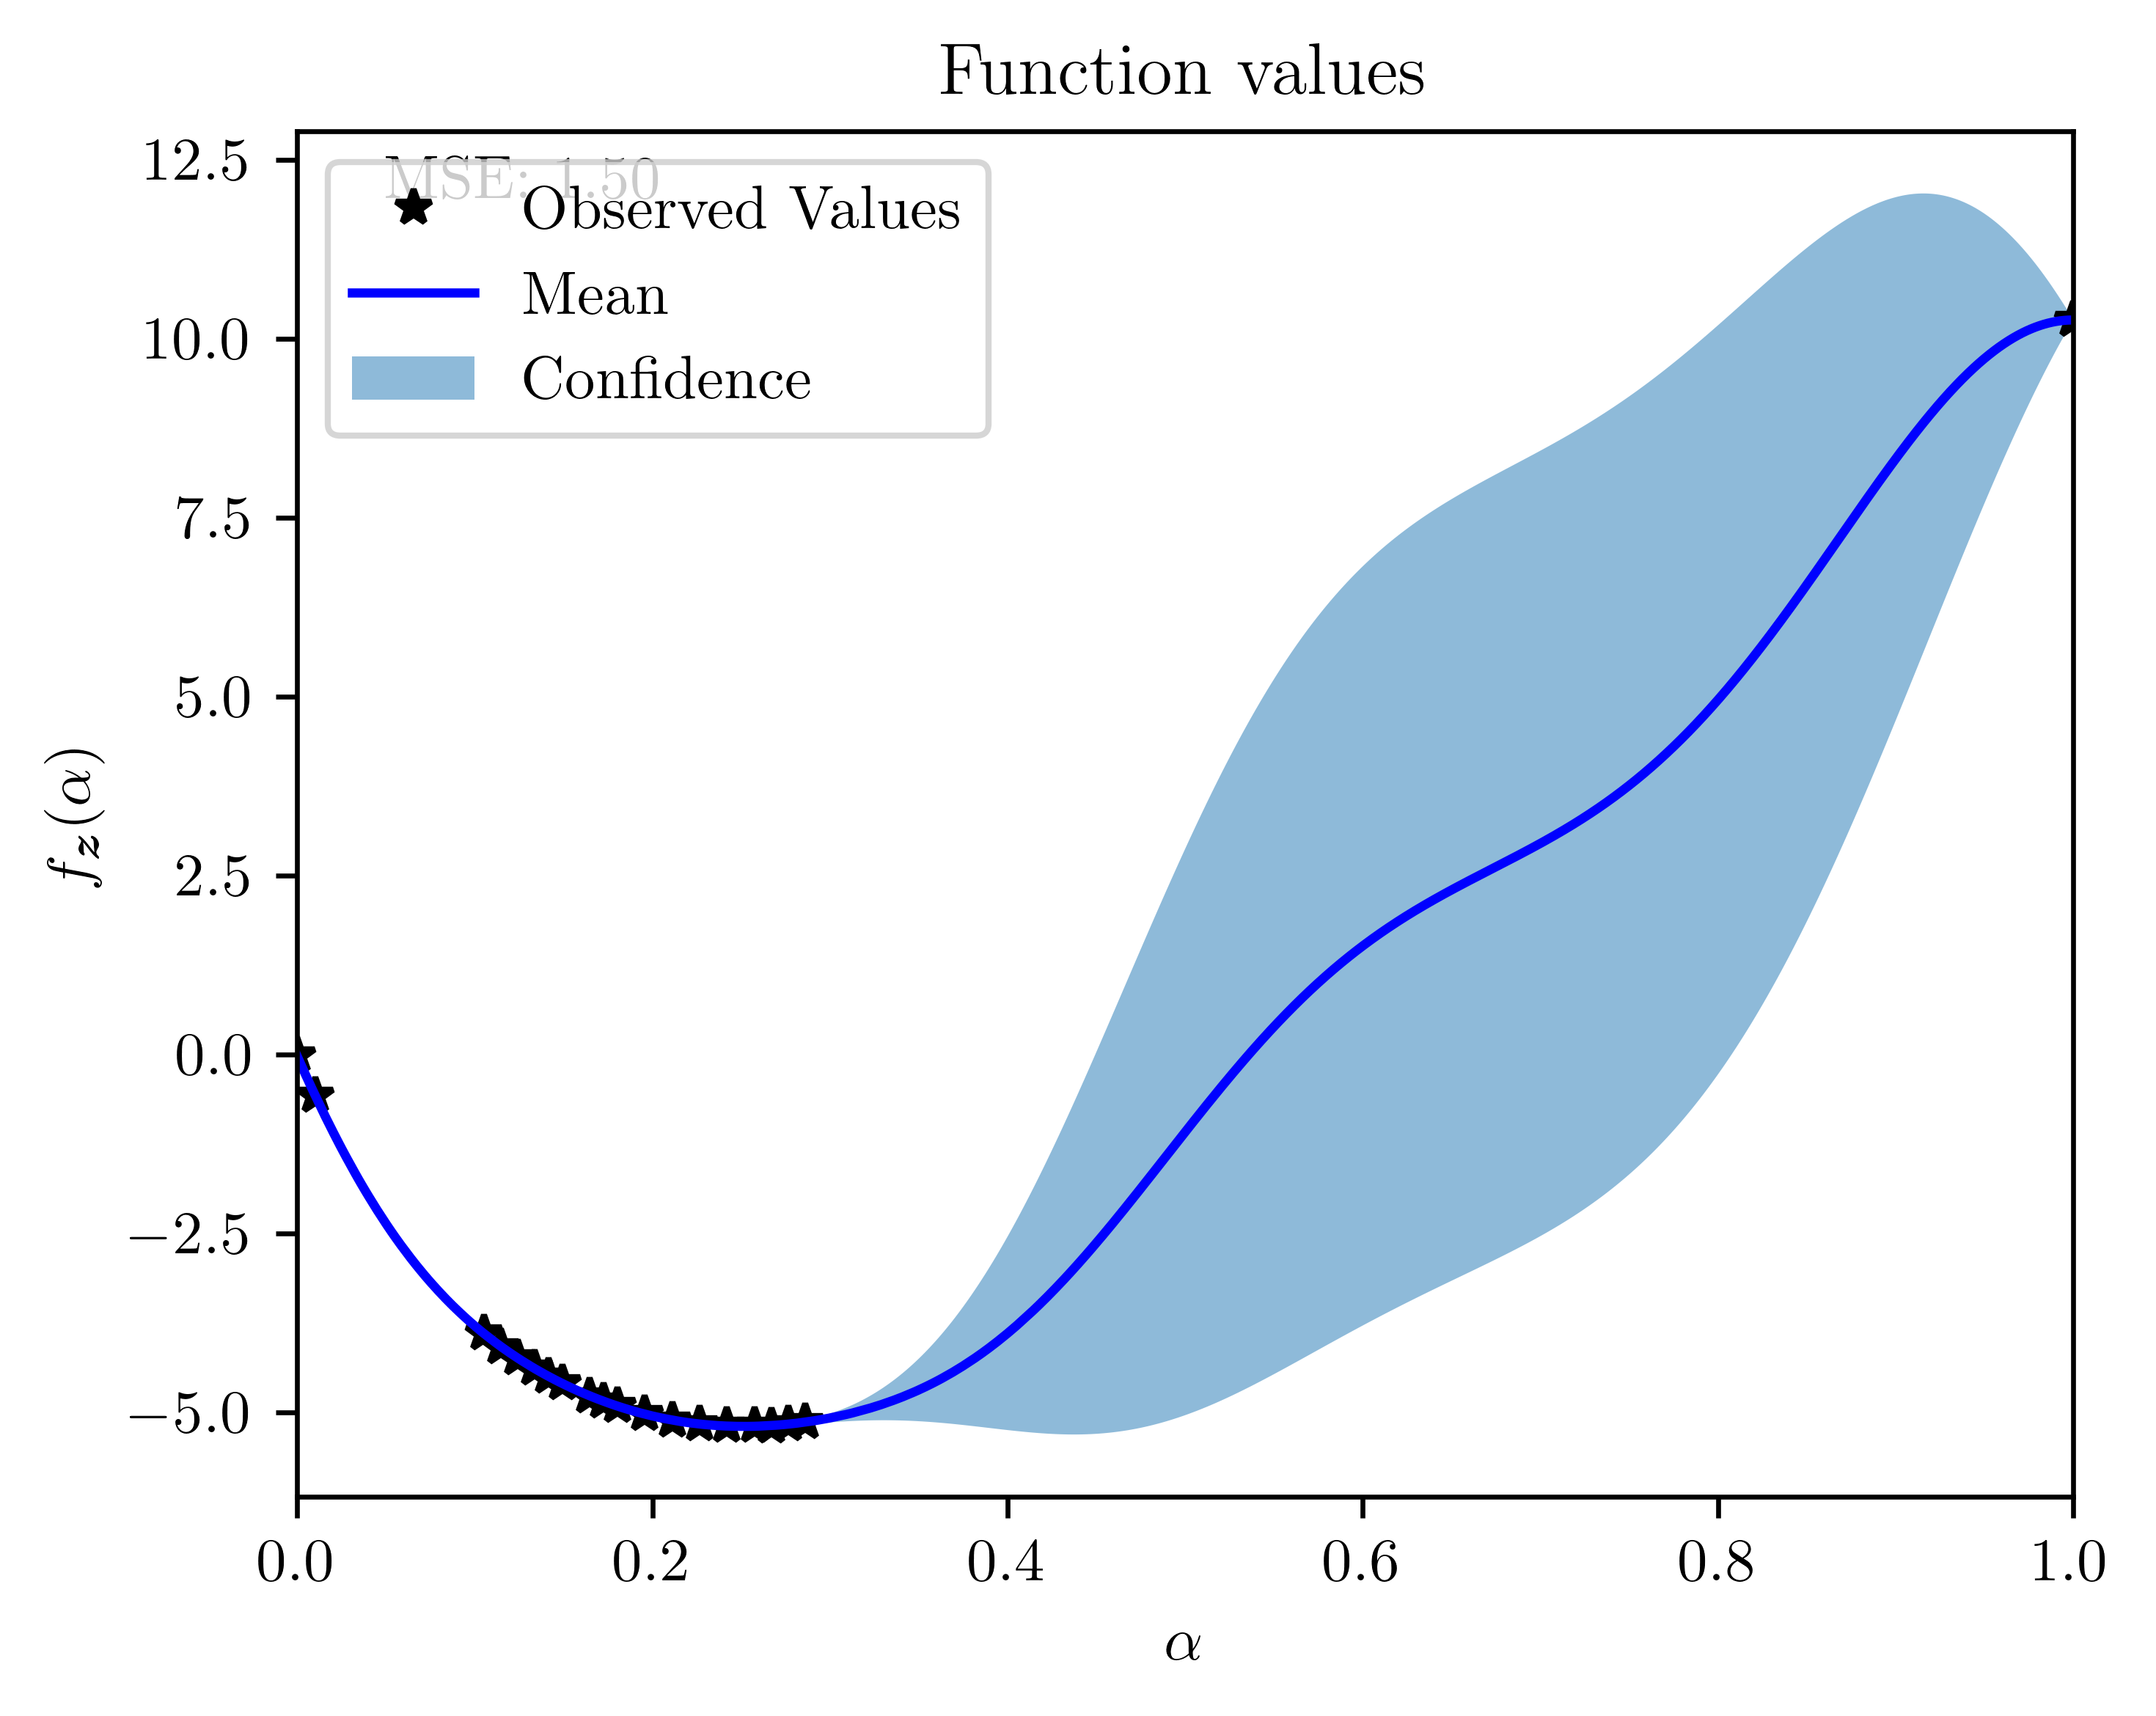 Function values
MSE: 1.50
Observed Values
Mean
Confidence
12.5
10.0
7.5
5.0
2.5
0.0
−2.5
−5.0
f_z(α)
0.0 0.2 0.4 0.6 0.8 1.0
α